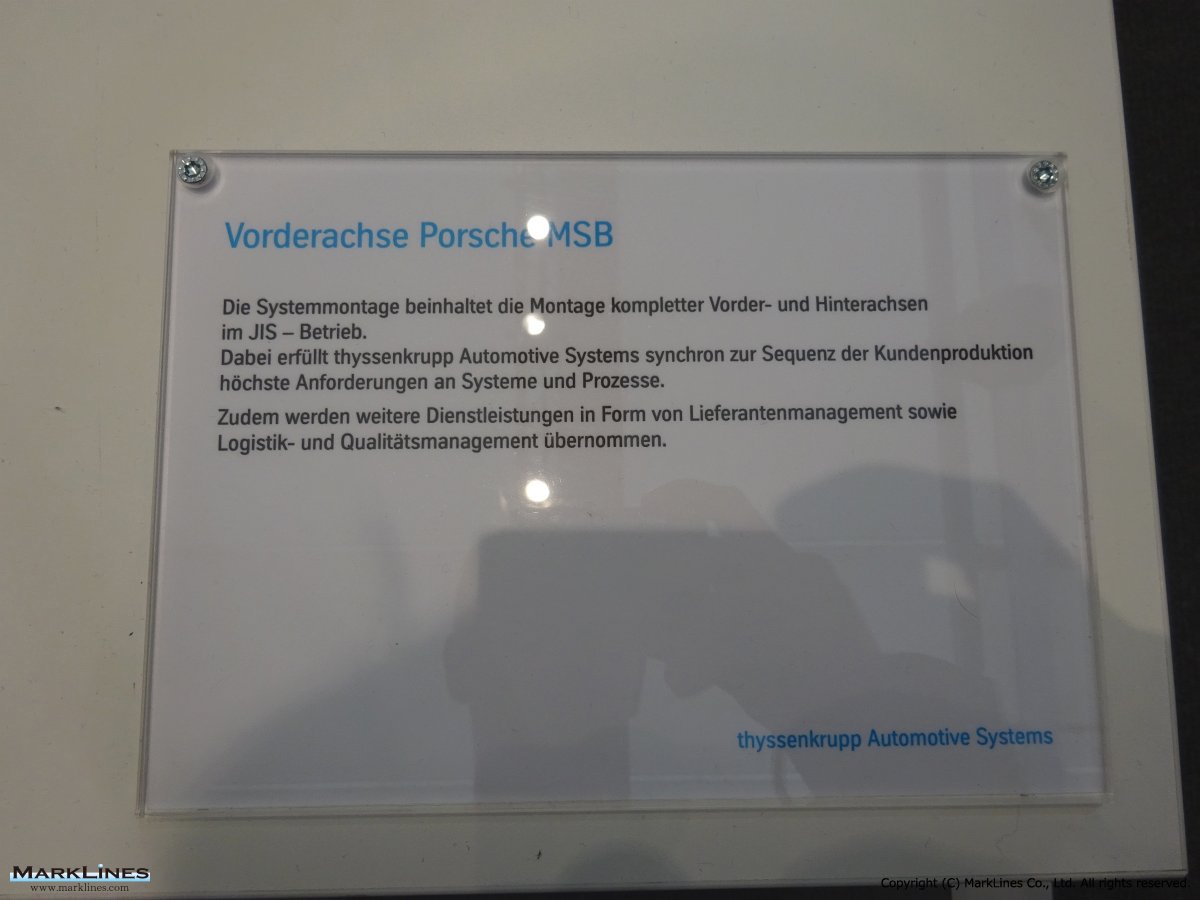 Vorderachse Porsche MSB
Die Systemmontage beinhaltet die Montage kompletter Vorder- und Hinterachsen
im JIS – Betrieb.
Dabei erfüllt thyssenkrupp Automotive Systems synchron zur Sequenz der Kundenproduktion
höchste Anforderungen an Systeme und Prozesse.
Zudem werden weitere Dienstleistungen in Form von Lieferantenmanagement sowie
Logistik- und Qualitätsmanagement übernommen.
thyssenkrupp Automotive Systems
MARKLINES
www.marklines.com
Copyright (C) MarkLines Co., Ltd. All rights reserved.